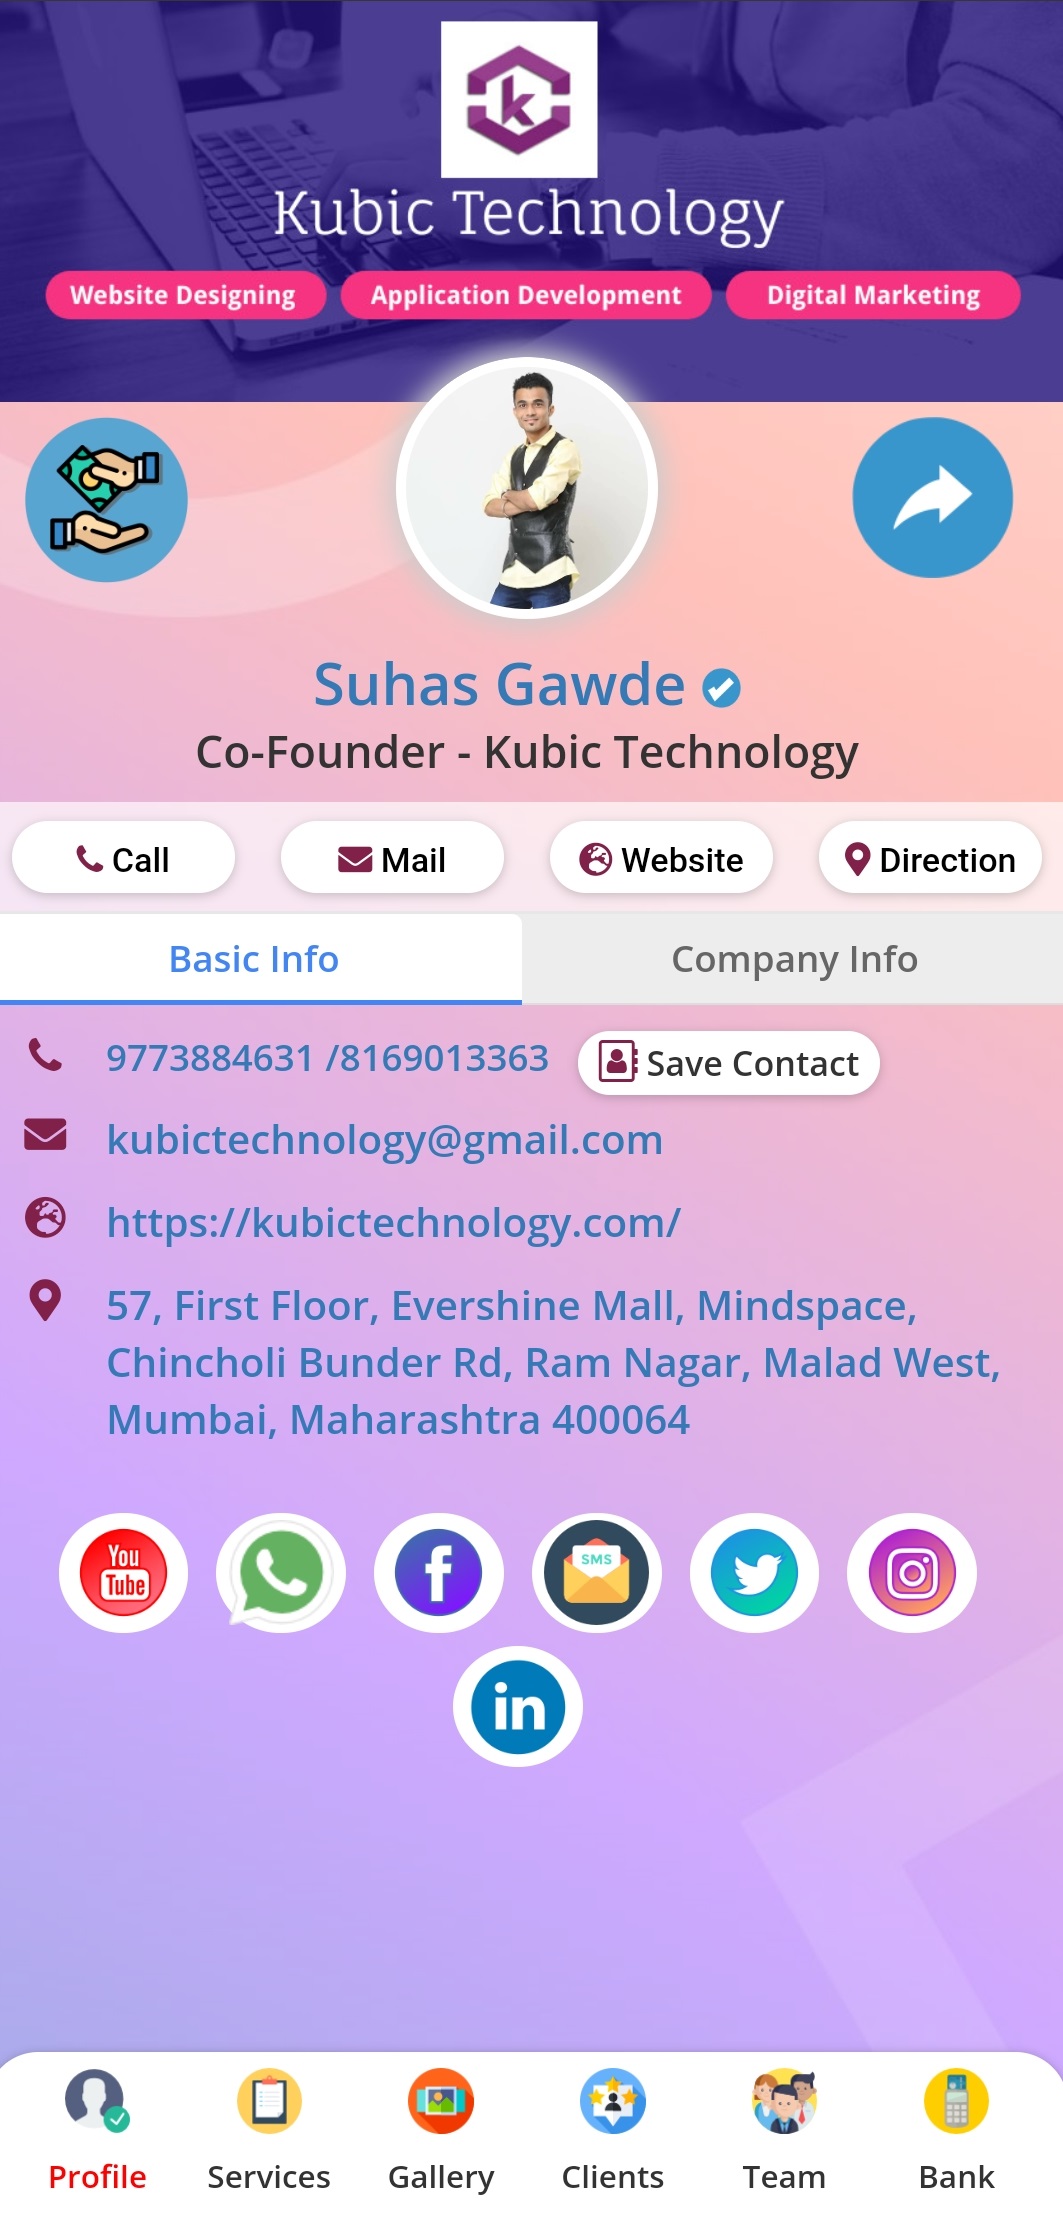 k
Kubic Technology
Website Designing
Application Development
Digital Marketing
Suhas Gawde
Co-Founder - Kubic Technology
Call
Mail
Website
Direction
Basic Info
Company Info
9773884631 /8169013363
Save Contact
kubictechnology@gmail.com
https://kubictechnology.com/
57, First Floor, Evershine Mall, Mindspace,
Chincholi Bunder Rd, Ram Nagar, Malad West,
Mumbai, Maharashtra 400064
You
Tube
f
SMS
in
Profile
Services
Gallery
Clients
Team
Bank